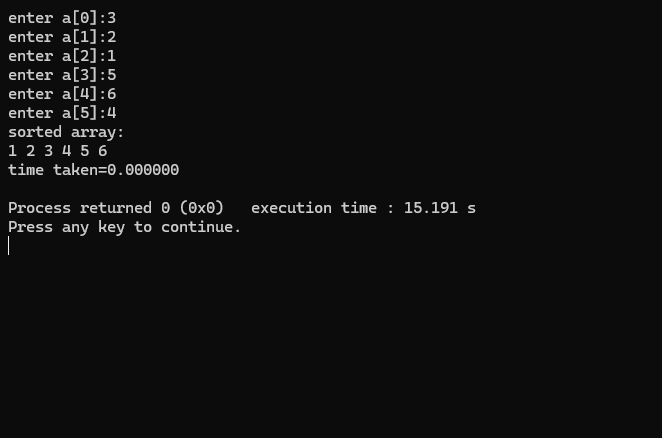 enter a[0]:3
enter a[1]:2
enter a[2]:1
enter a[3]:5
enter a[4]:6
enter a[5]:4
sorted array:
1 2 3 4 5 6
time taken=0.000000
Process returned 0 (0x0)   execution time : 15.191 s
Press any key to continue.